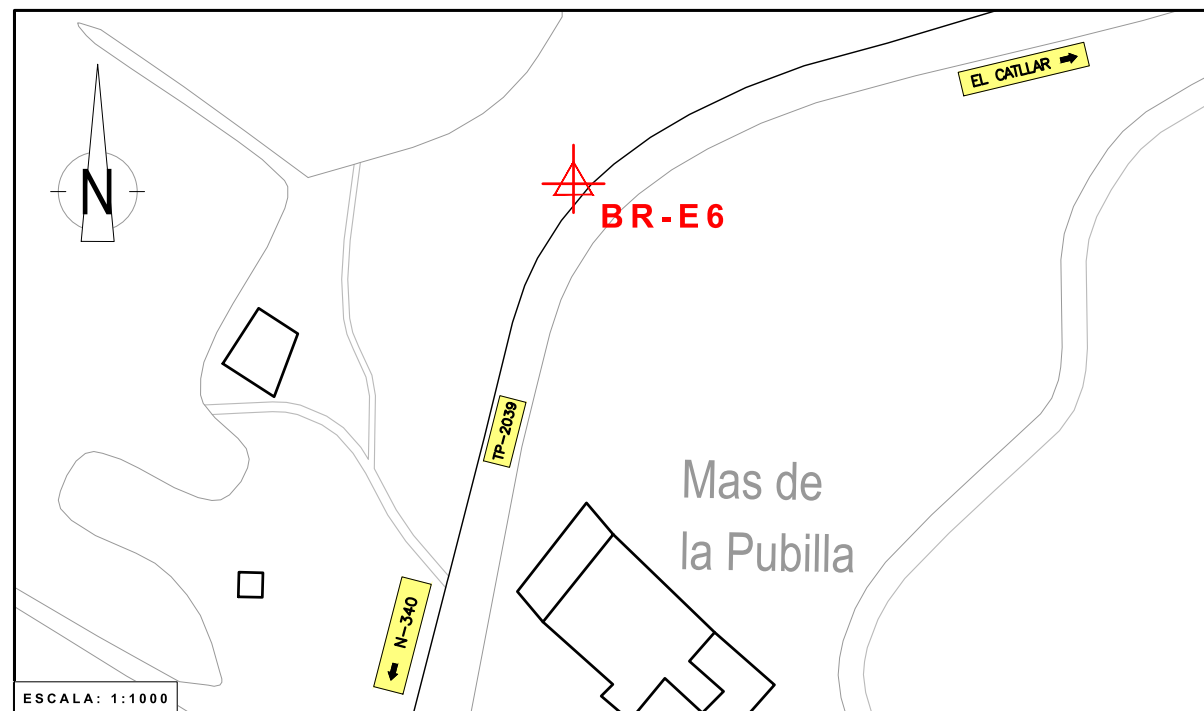 EL CATLLAR
N
BR-E6
TP-2039
Mas de
la Pubilla
N-340
ESCALA: 1:1000